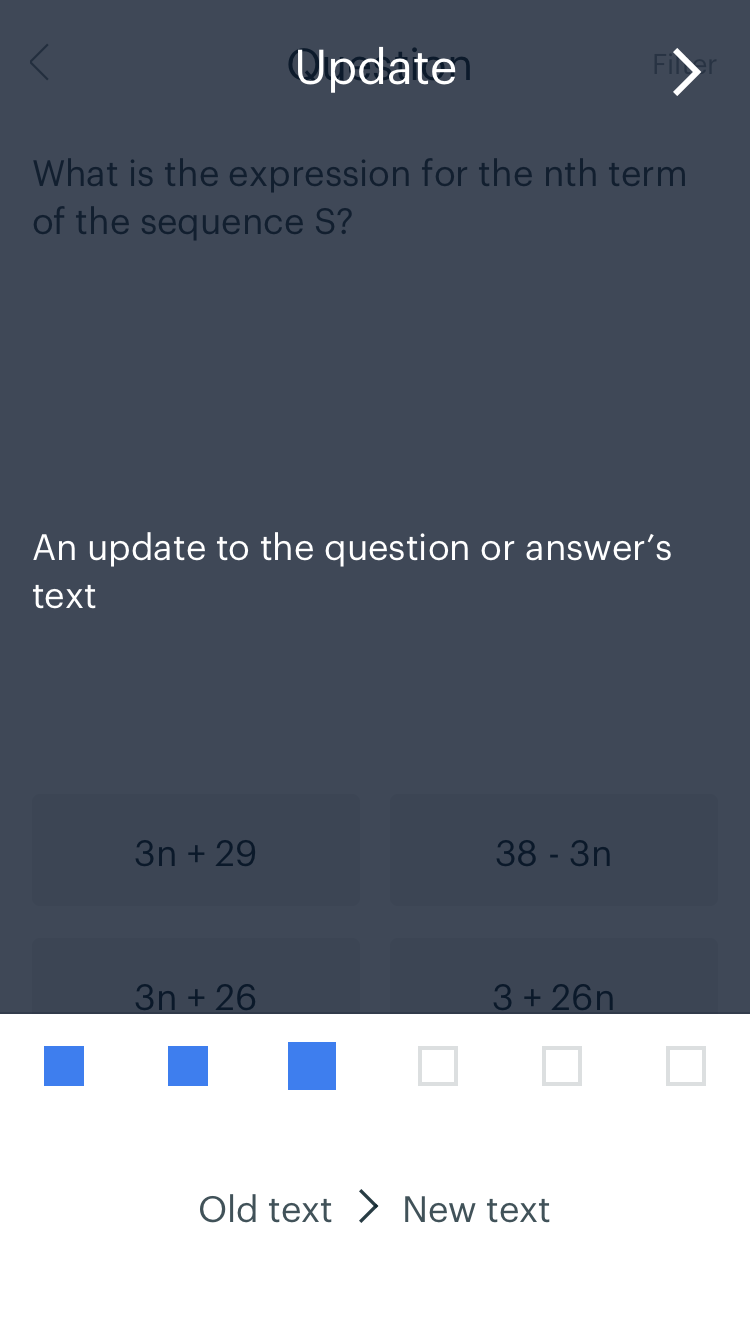 Question
Update
Filter
What is the expression for the nth term
of the sequence S?
An update to the question or answer’s
text
3n + 29
38 - 3n
3n + 26
3 + 26n
Old text > New text